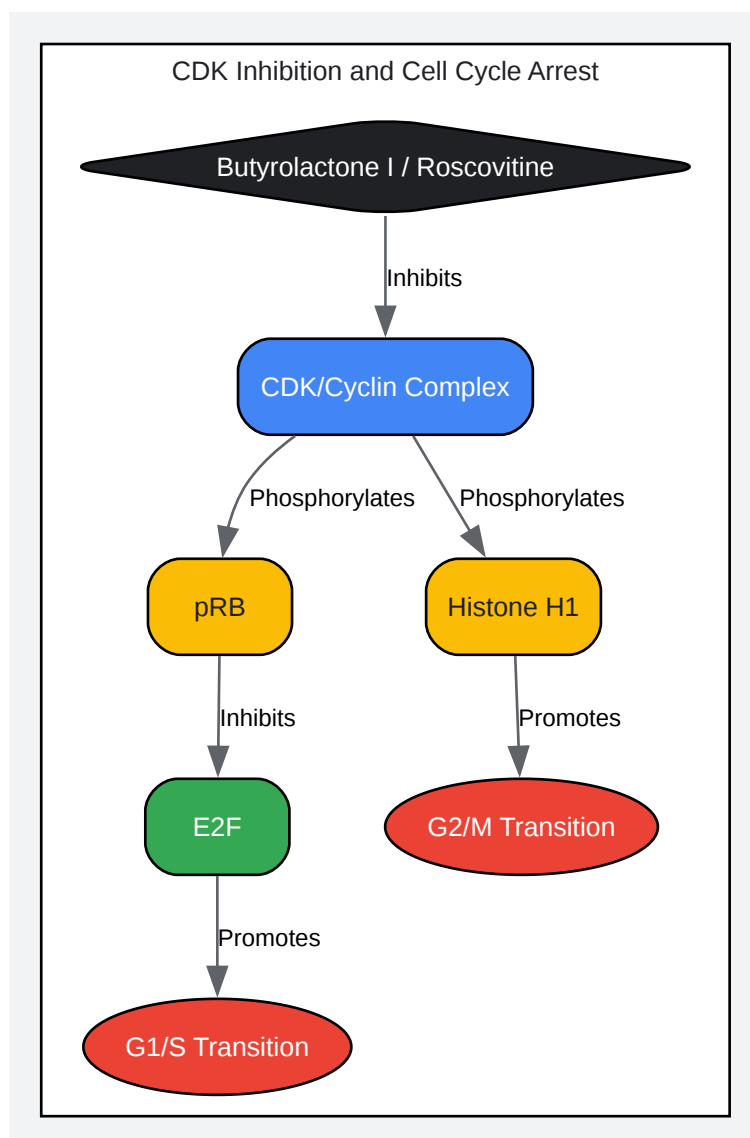 CDK Inhibition and Cell Cycle Arrest
Butyrolactone I / Roscovitine
Inhibits
CDK/Cyclin Complex
Phosphorylates
Phosphorylates
pRB
Histone H1
Inhibits
Promotes
E2F
G2/M Transition
Promotes
G1/S Transition